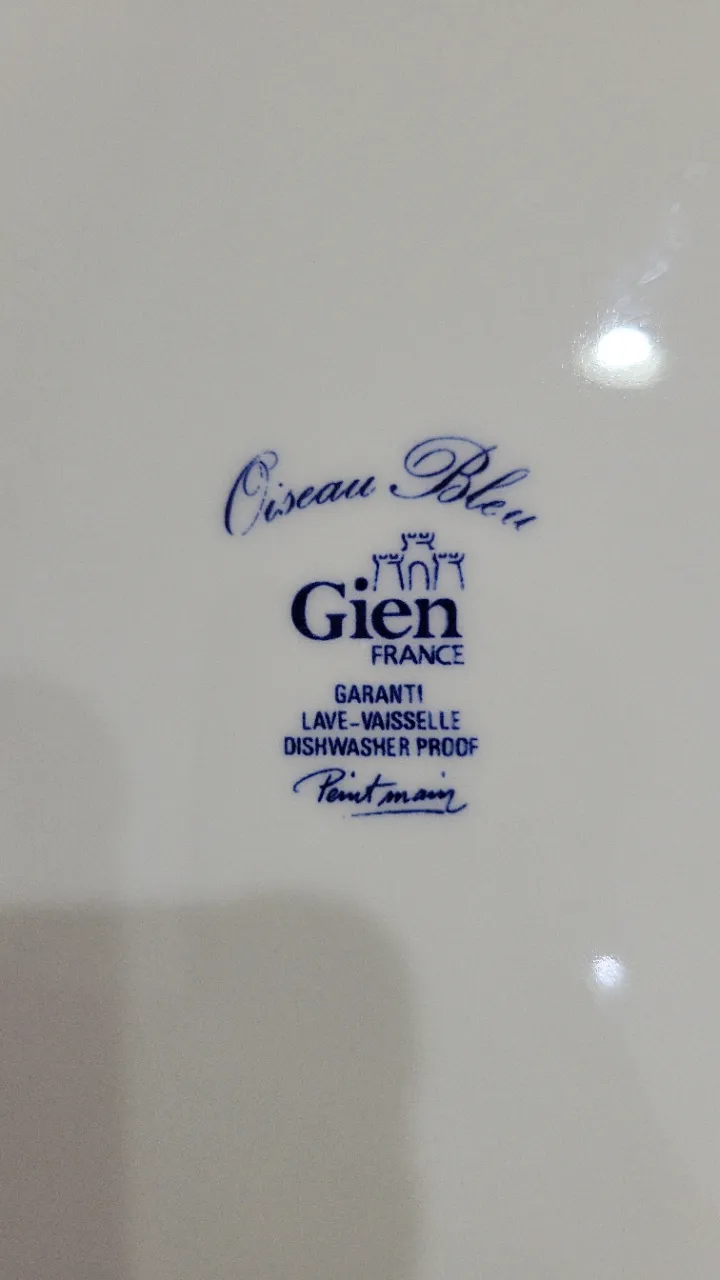 Oiseau Bleu
Gien
FRANCE
GARANTI
LAVE-VAISSELLE
DISHWASHER PROOF
Peint main